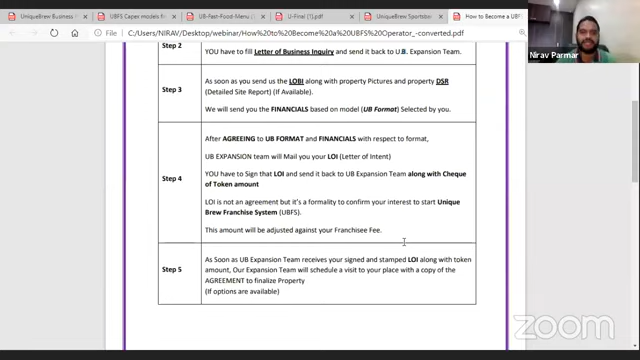 UniqueBrew Business
UBFS Capex models f
UB-Fast-Food-Menu (
U-Final (1).pdf
UniqueBrew Sportsbre
How to Become a UBF
File | C:/Users/NIRAV/Desktop/webinar/How%20to%20Become%20a%20UBFS%20Operator_-converted.pdf
Nirav Parmar
Step 2
YOU have to fill Letter of Business Inquiry and send it back to U.B. Expansion Team.
Step 3
As soon as you send us the LOBI along with property Pictures and property DSR
(Detailed Site Report) (If Available).
We will send you the FINANCIALS based on model (UB Format) Selected by you.
Step 4
After AGREEING to UB FORMAT and FINANCIALS with respect to format,
UB EXPANSION team will Mail you your LOI (Letter of Intent)
YOU have to Sign that LOI and send it back to UB Expansion Team along with Cheque
of Token amount
LOI is not an agreement but it's a formality to confirm your interest to start Unique
Brew Franchise System (UBFS).
This amount will be adjusted against your Franchisee Fee.
Step 5
As Soon as UB Expansion Team receives your signed and stamped LOI along with token
amount, Our Expansion Team will schedule a visit to your place with a copy of the
AGREEMENT to finalize Property
(If options are available)
zoom